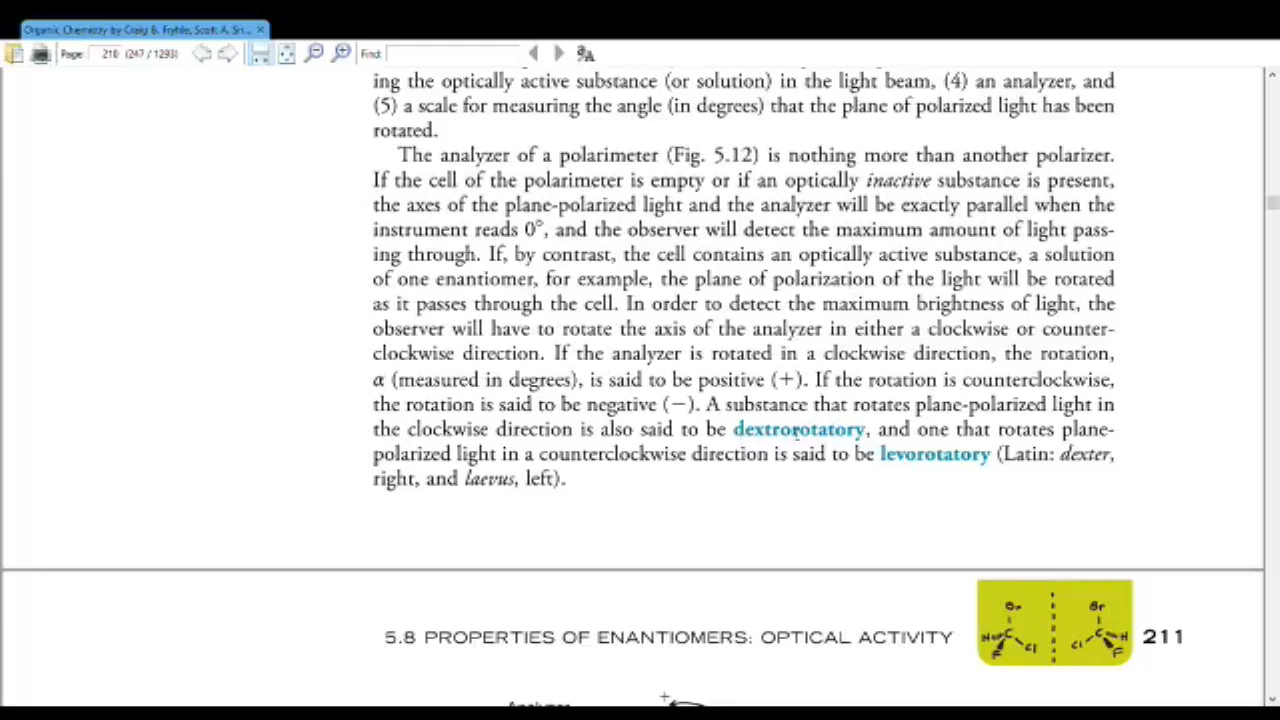 Organic Chemistry by Craig B. Fryhle, Scott A. Sn...
Page: 210 (247 / 1293) Find:
ing the optically active substance (or solution) in the light beam, (4) an analyzer, and
(5) a scale for measuring the angle (in degrees) that the plane of polarized light has been
rotated.
The analyzer of a polarimeter (Fig. 5.12) is nothing more than another polarizer.
If the cell of the polarimeter is empty or if an optically inactive substance is present,
the axes of the plane-polarized light and the analyzer will be exactly parallel when the
instrument reads 0°, and the observer will detect the maximum amount of light pass-
ing through. If, by contrast, the cell contains an optically active substance, a solution
of one enantiomer, for example, the plane of polarization of the light will be rotated
as it passes through the cell. In order to detect the maximum brightness of light, the
observer will have to rotate the axis of the analyzer in either a clockwise or counter-
clockwise direction. If the analyzer is rotated in a clockwise direction, the rotation,
α (measured in degrees), is said to be positive (+). If the rotation is counterclockwise,
the rotation is said to be negative (−). A substance that rotates plane-polarized light in
the clockwise direction is also said to be dextrorotatory, and one that rotates plane-
polarized light in a counterclockwise direction is said to be levorotatory (Latin: dexter,
right, and laevus, left).
5.8 PROPERTIES OF ENANTIOMERS: OPTICAL ACTIVITY 211
Br Br
H C Cl F
Cl C H F
+